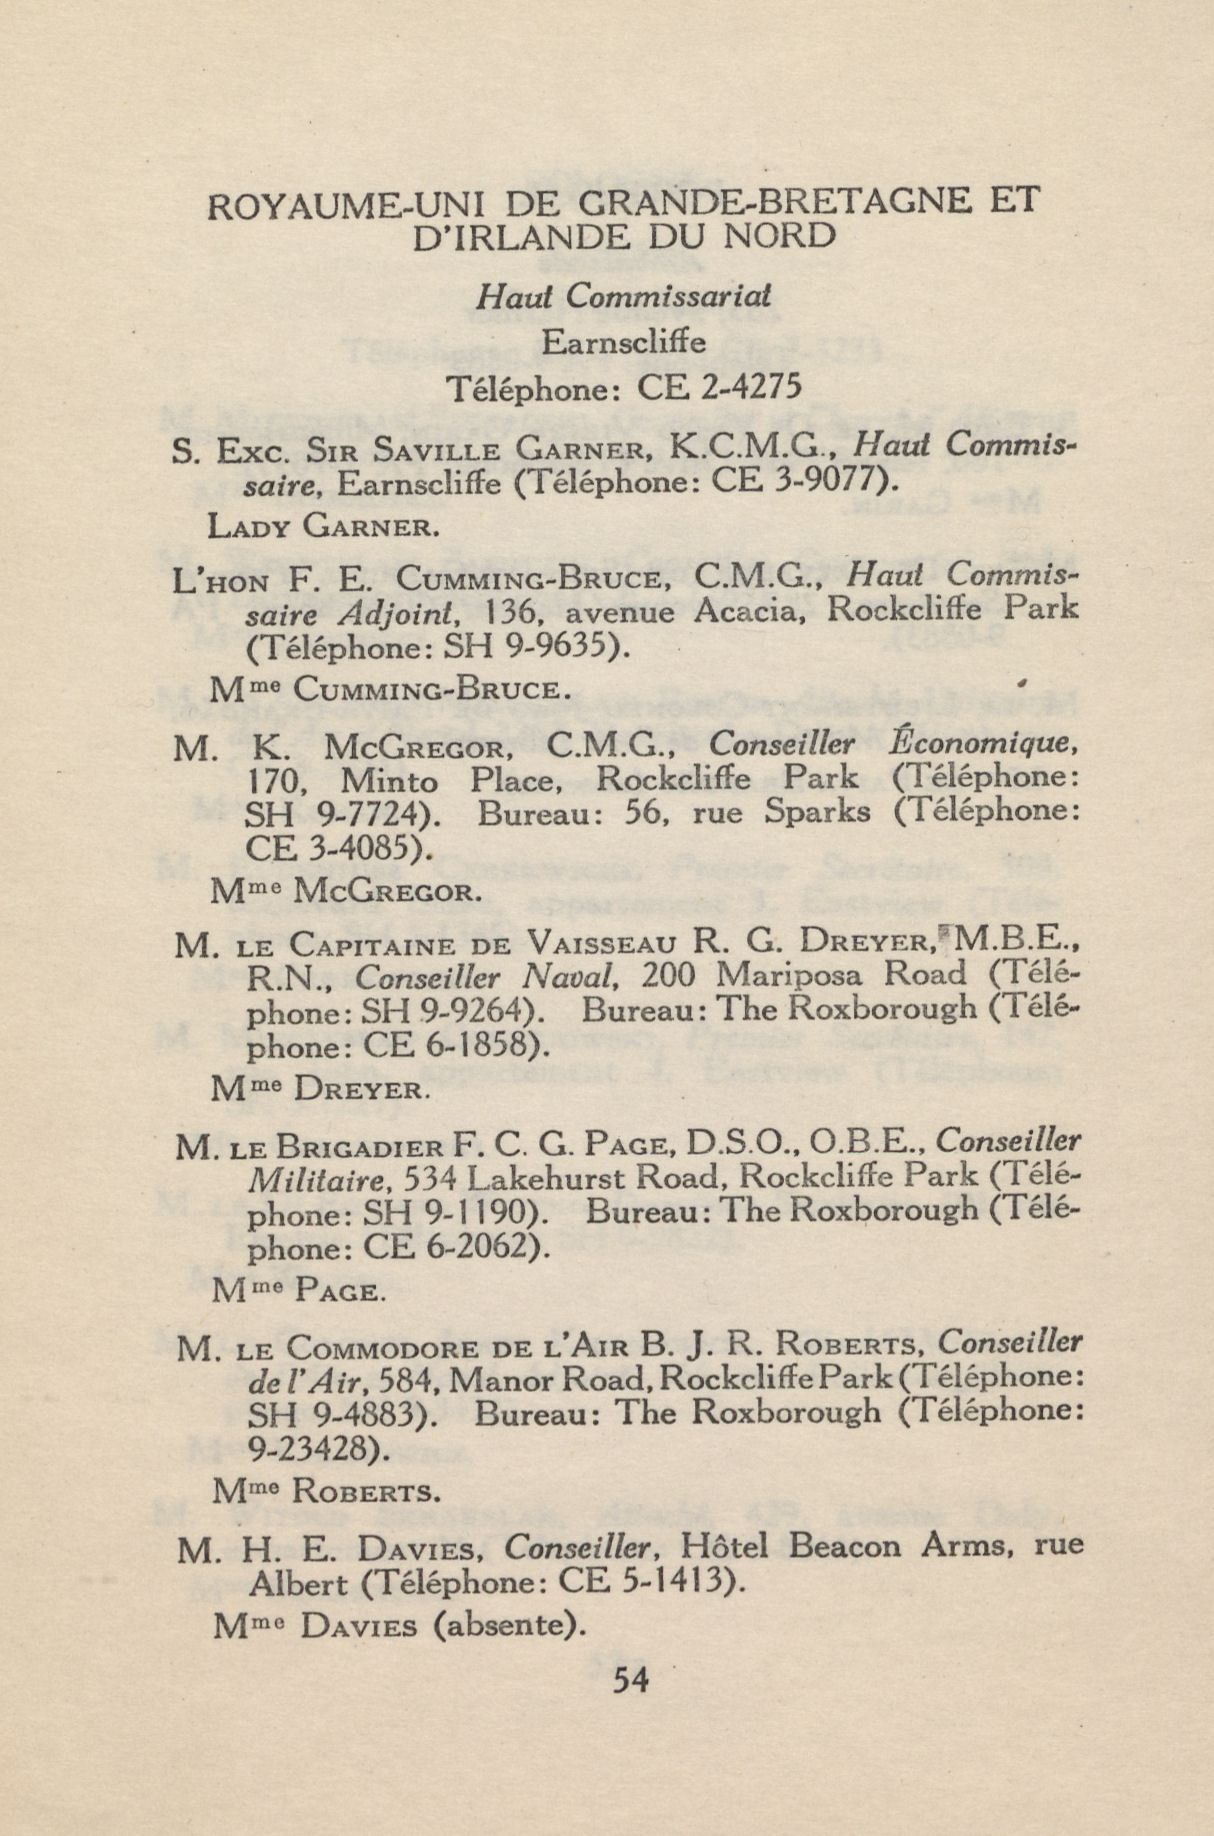 ROYAUME-UNI DE GRANDE-BRETAGNE ET
D'IRLANDE DU NORD
Haut Commissariat
Earnscliffe
Téléphone: CE 2-4275
S. Exc. Sir Saville Garner, K.C.M.G., Haut Commis-
saire, Earnscliffe (Téléphone: CE 3-9077).
Lady Garner.
L'hon F. E. Cumming-Bruce, C.M.G., Haut Commis-
saire Adjoint, 136, avenue Acacia, Rockcliffe Park
(Téléphone: SH 9-9635).
Mme Cumming-Bruce.
M. K. McGregor, C.M.G., Conseiller Économique,
170, Minto Place, Rockcliffe Park (Téléphone:
SH 9-7724). Bureau: 56, rue Sparks (Téléphone:
CE 3-4085).
Mme McGregor.
M. le Capitaine de Vaisseau R. G. Dreyer, M.B.E.,
R.N., Conseiller Naval, 200 Mariposa Road (Télé-
phone: SH 9-9264). Bureau: The Roxborough (Télé-
phone: CE 6-1858).
Mme Dreyer.
M. le Brigadier F. C. G. Page, D.S.O., O.B.E., Conseiller
Militaire, 534 Lakehurst Road, Rockcliffe Park (Télé-
phone: SH 9-1190). Bureau: The Roxborough (Télé-
phone: CE 6-2062).
Mme Page.
M. le Commodore de l'Air B. J. R. Roberts, Conseiller
de l'Air, 584, Manor Road, Rockcliffe Park (Téléphone:
SH 9-4883). Bureau: The Roxborough (Téléphone:
9-23428).
Mme Roberts.
M. H. E. Davies, Conseiller, Hôtel Beacon Arms, rue
Albert (Téléphone: CE 5-1413).
Mme Davies (absente).
54